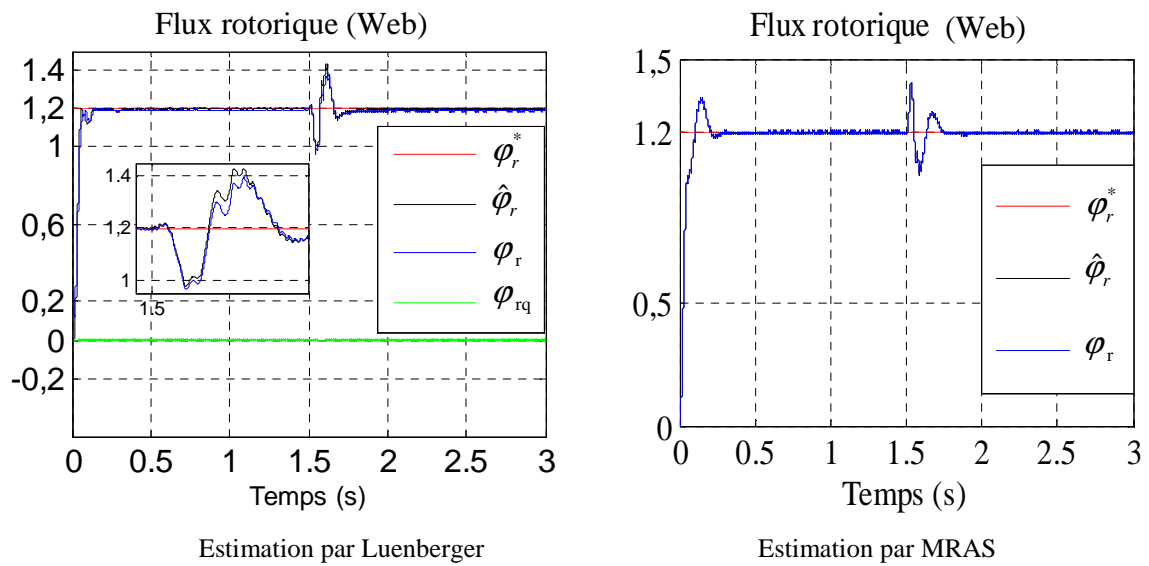 Flux rotorique (Web)
1.4
1,2
1
0,6
0,2
0
-0,2
0
0.5
1
1.5
2
2.5
3
Temps (s)
1.4
1,2
1
1.5
φ*r
φ̂r
φr
φrq
Estimation par Luenberger
Flux rotorique (Web)
1,5
1.2
0,5
0
0
0.5
1
1.5
2
2.5
3
Temps (s)
φ*r
φ̂r
φr
Estimation par MRAS